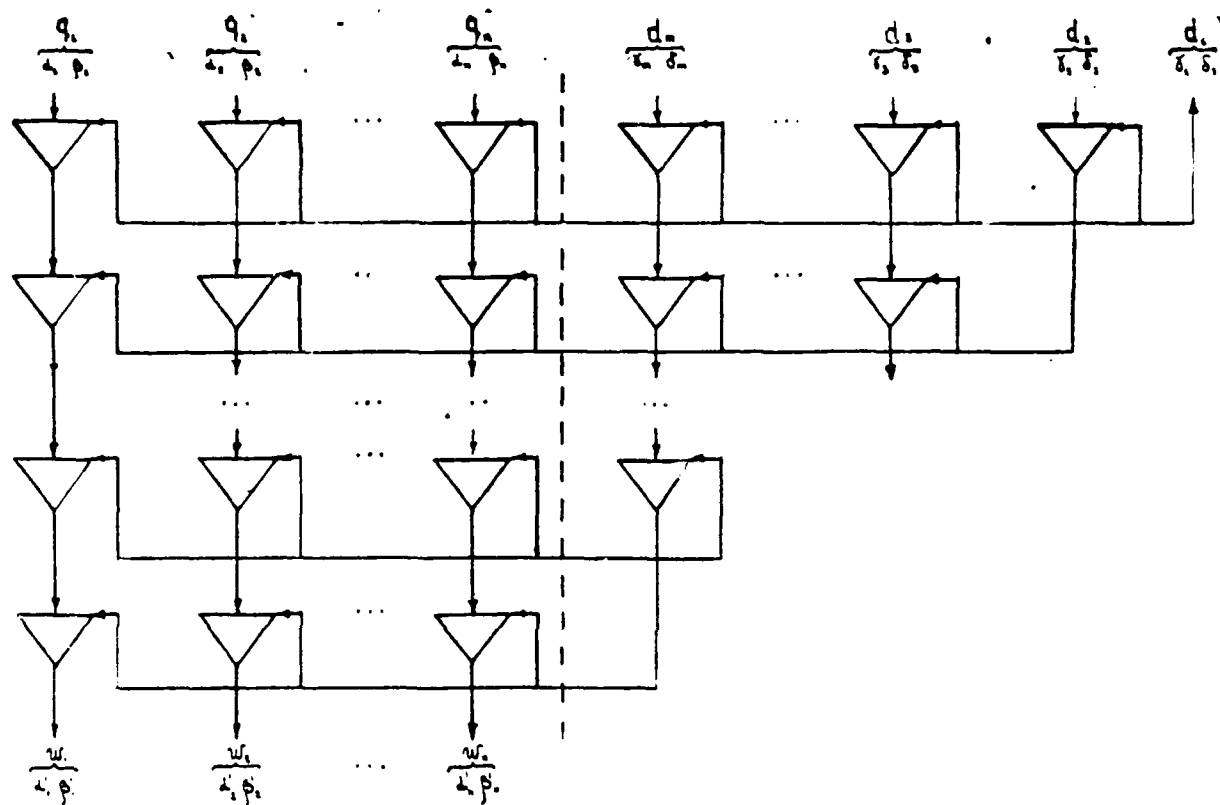 q₁ q₂ qₙ dₘ d₃ d₂ d₁
α₁ β₁ α₂ β₂ αₙ βₙ γₘ δₘ γ₃ δ₃ γ₂ δ₂ γ₁ δ₁
... ...
.. ...
... ... .. ...
...
...
w₁ w₂ ... wₙ
α'₁ β'₁ α'₂ β'₂ α'ₙ β'ₙ